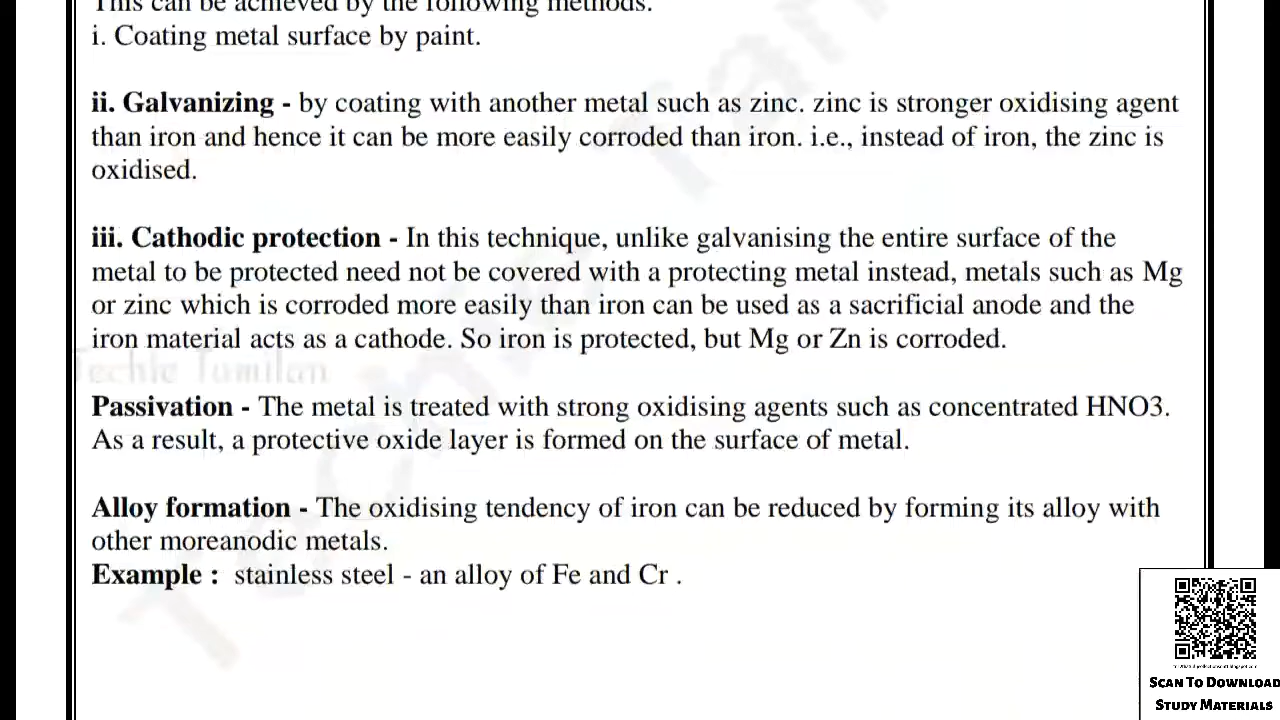 This can be achieved by the following methods.
i. Coating metal surface by paint.
ii. Galvanizing - by coating with another metal such as zinc. zinc is stronger oxidising agent
than iron and hence it can be more easily corroded than iron. i.e., instead of iron, the zinc is
oxidised.
iii. Cathodic protection - In this technique, unlike galvanising the entire surface of the
metal to be protected need not be covered with a protecting metal instead, metals such as Mg
or zinc which is corroded more easily than iron can be used as a sacrificial anode and the
iron material acts as a cathode. So iron is protected, but Mg or Zn is corroded.
Techie Tamilan
Passivation - The metal is treated with strong oxidising agents such as concentrated HNO3.
As a result, a protective oxide layer is formed on the surface of metal.
Alloy formation - The oxidising tendency of iron can be reduced by forming its alloy with
other moreanodic metals.
Example : stainless steel - an alloy of Fe and Cr .
SCAN TO DOWNLOAD
STUDY MATERIALS